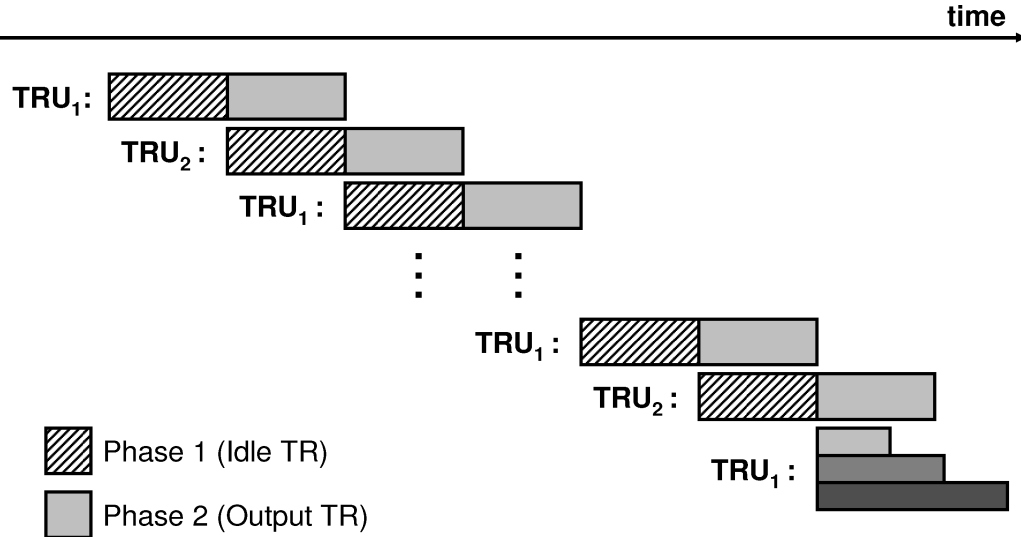 time
TRU₁:
TRU₂ :
TRU₁ :
TRU₁ :
TRU₂ :
Phase 1 (Idle TR)
TRU₁ :
Phase 2 (Output TR)